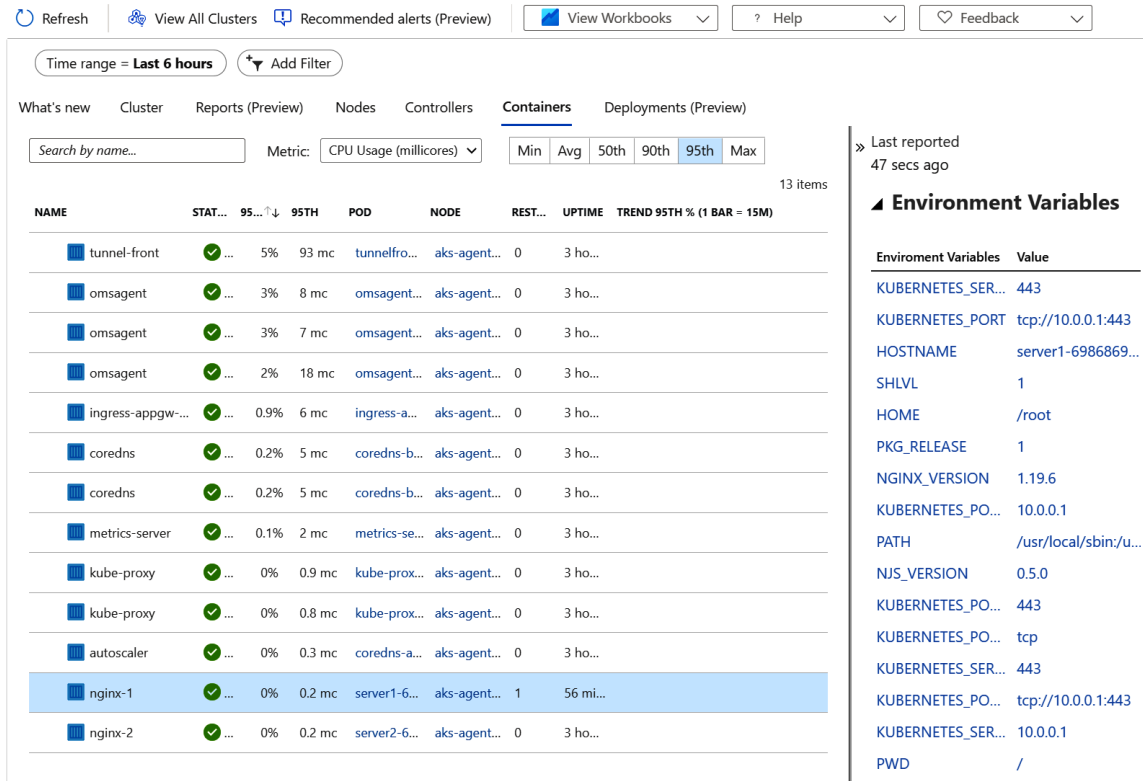 Refresh View All Clusters Recommended alerts (Preview) View Workbooks ? Help Feedback
Time range = Last 6 hours Add Filter
What's new Cluster Reports (Preview) Nodes Controllers Containers Deployments (Preview)
Search by name... Metric: CPU Usage (millicores) Min Avg 50th 90th 95th Max
13 items
NAME STAT... 95...↑↓ 95TH POD NODE REST... UPTIME TREND 95TH % (1 BAR = 15M)
tunnel-front ... 5% 93 mc tunnelfro... aks-agent... 0 3 ho...
omsagent ... 3% 8 mc omsagent... aks-agent... 0 3 ho...
omsagent ... 3% 7 mc omsagent... aks-agent... 0 3 ho...
omsagent ... 2% 18 mc omsagent... aks-agent... 0 3 ho...
ingress-appgw-... ... 0.9% 6 mc ingress-a... aks-agent... 0 3 ho...
coredns ... 0.2% 5 mc coredns-b... aks-agent... 0 3 ho...
coredns ... 0.2% 5 mc coredns-b... aks-agent... 0 3 ho...
metrics-server ... 0.1% 2 mc metrics-se... aks-agent... 0 3 ho...
kube-proxy ... 0% 0.9 mc kube-prox... aks-agent... 0 3 ho...
kube-proxy ... 0% 0.8 mc kube-prox... aks-agent... 0 3 ho...
autoscaler ... 0% 0.3 mc coredns-a... aks-agent... 0 3 ho...
nginx-1 ... 0% 0.2 mc server1-6... aks-agent... 1 56 mi...
nginx-2 ... 0% 0.2 mc server2-6... aks-agent... 0 3 ho...
» Last reported
47 secs ago
Environment Variables
Enviroment Variables Value
KUBERNETES_SER... 443
KUBERNETES_PORT tcp://10.0.0.1:443
HOSTNAME server1-6986869...
SHLVL 1
HOME /root
PKG_RELEASE 1
NGINX_VERSION 1.19.6
KUBERNETES_PO... 10.0.0.1
PATH /usr/local/sbin:/u...
NJS_VERSION 0.5.0
KUBERNETES_PO... 443
KUBERNETES_PO... tcp
KUBERNETES_SER... 443
KUBERNETES_PO... tcp://10.0.0.1:443
KUBERNETES_SER... 10.0.0.1
PWD /